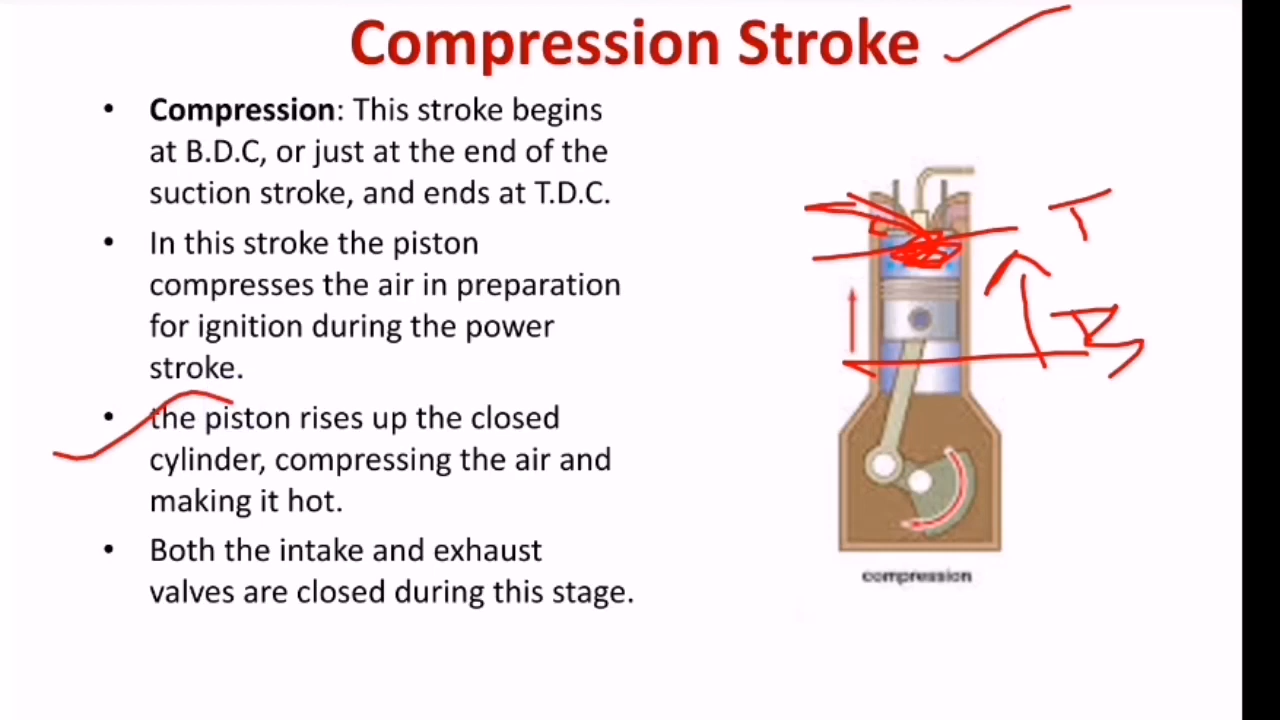 Compression Stroke
• Compression: This stroke begins
at B.D.C, or just at the end of the
suction stroke, and ends at T.D.C.
• In this stroke the piston
compresses the air in preparation
for ignition during the power
stroke.
• the piston rises up the closed
cylinder, compressing the air and
making it hot.
• Both the intake and exhaust
valves are closed during this stage.
T
B
compression